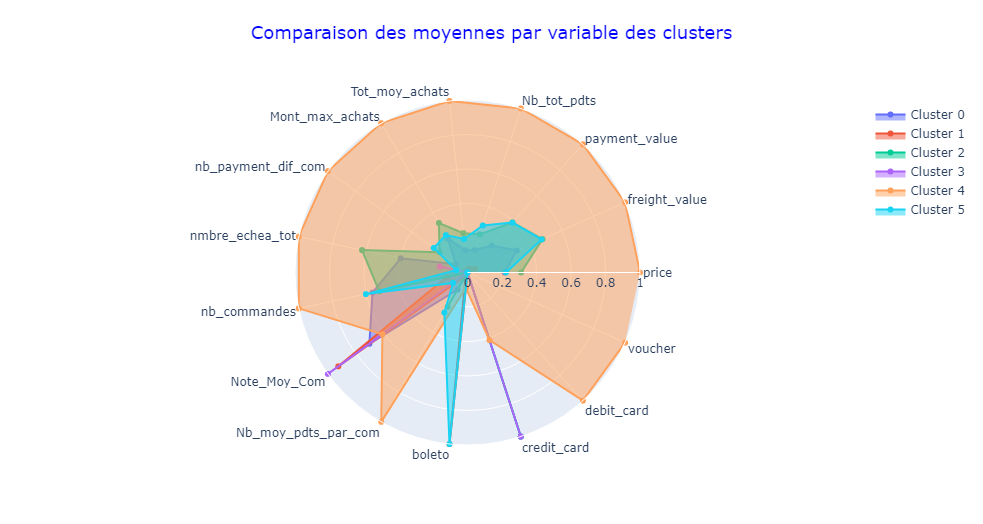 Comparaison des moyennes par variable des clusters
Tot_moy_achats
Nb_tot_pdts
Mont_max_achats
payment_value
nb_payment_dif_com
freight_value
nmbre_echea_tot
price
nb_commandes
voucher
Note_Moy_Com
debit_card
Nb_moy_pdts_par_com
credit_card
boleto
0 0.2 0.4 0.6 0.8 1
Cluster 0
Cluster 1
Cluster 2
Cluster 3
Cluster 4
Cluster 5